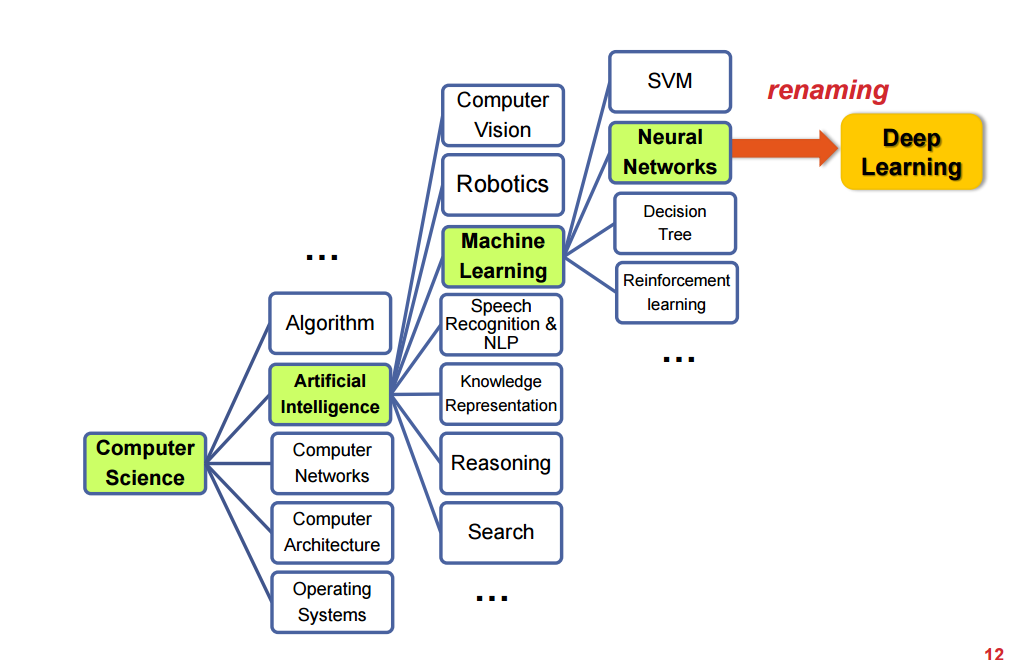 Computer
Science
...
Algorithm
Artificial
Intelligence
Computer
Networks
Computer
Architecture
Operating
Systems
Computer
Vision
Robotics
Machine
Learning
Speech
Recognition &
NLP
Knowledge
Representation
Reasoning
Search
...
SVM
Neural
Networks
Decision
Tree
Reinforcement
learning
...
renaming
Deep
Learning
12